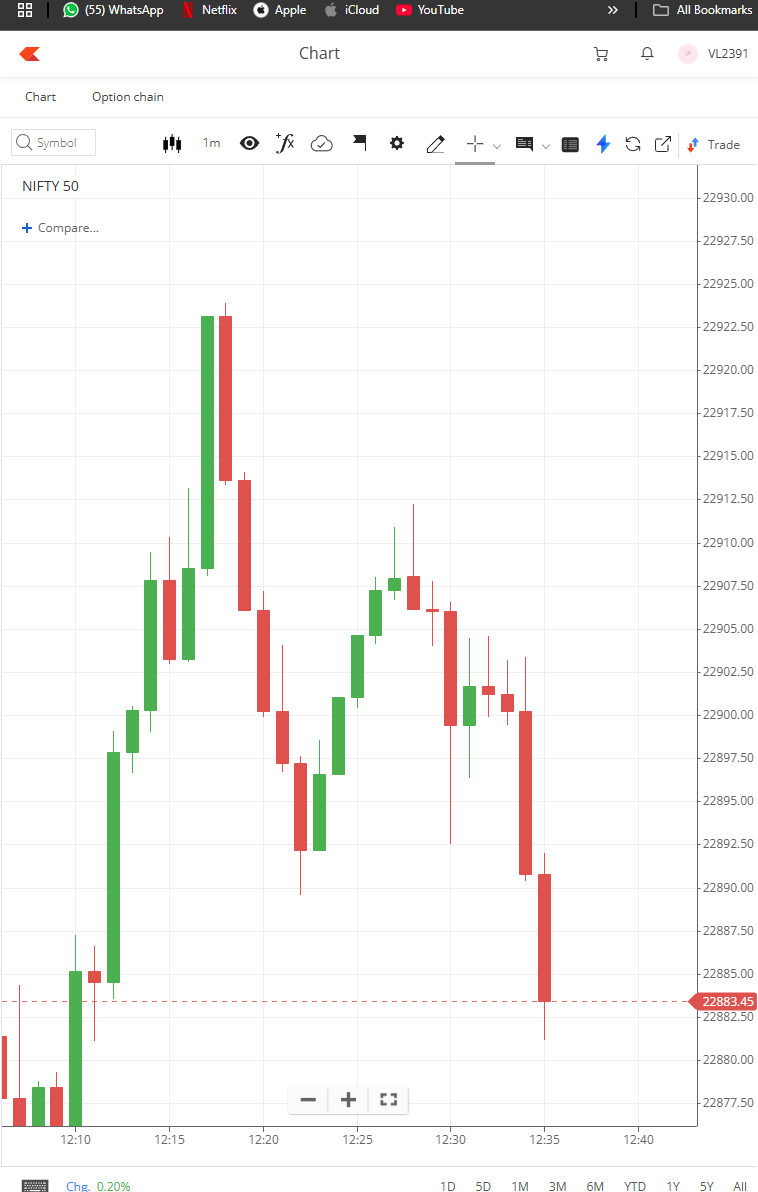 (55) WhatsApp Netflix Apple iCloud YouTube » All Bookmarks
Chart VL2391
Chart Option chain
Symbol 1m Trade
NIFTY 50
+ Compare...
22930.00
22927.50
22925.00
22922.50
22920.00
22917.50
22915.00
22912.50
22910.00
22907.50
22905.00
22902.50
22900.00
22897.50
22895.00
22892.50
22890.00
22887.50
22885.00
22883.45
22882.50
22880.00
22877.50
12:10 12:15 12:20 12:25 12:30 12:35 12:40
Chg. 0.20% 1D 5D 1M 3M 6M YTD 1Y 5Y All